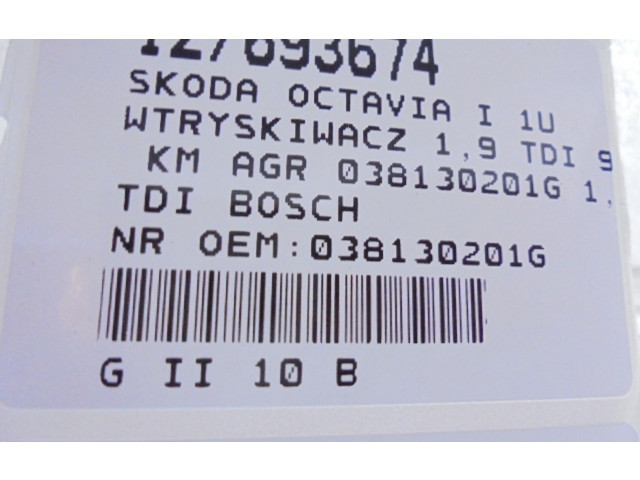 127693674
SKODA OCTAVIA I 1U
WTRYSKIWACZ 1,9 TDI 9
KM AGR 038130201G 1,
TDI BOSCH
NR OEM:038130201G
G II 10 B